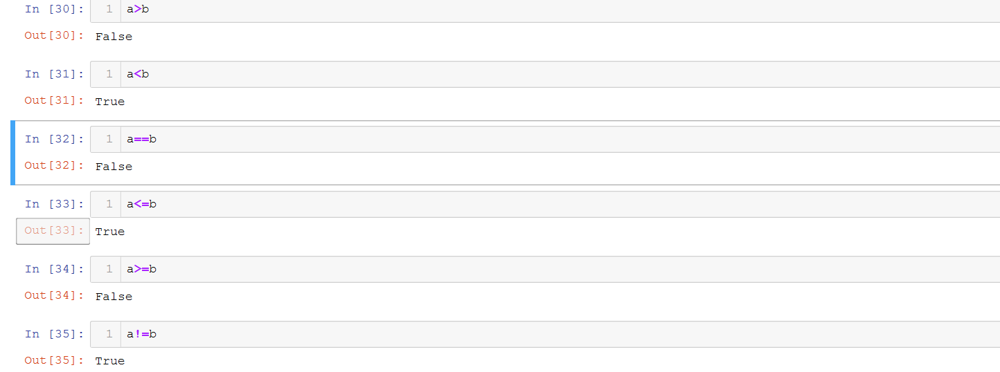 In [30]: 1 a>b
Out[30]: False
In [31]: 1 a<b
Out[31]: True
In [32]: 1 a==b
Out[32]: False
In [33]: 1 a<=b
Out[33]: True
In [34]: 1 a>=b
Out[34]: False
In [35]: 1 a!=b
Out[35]: True